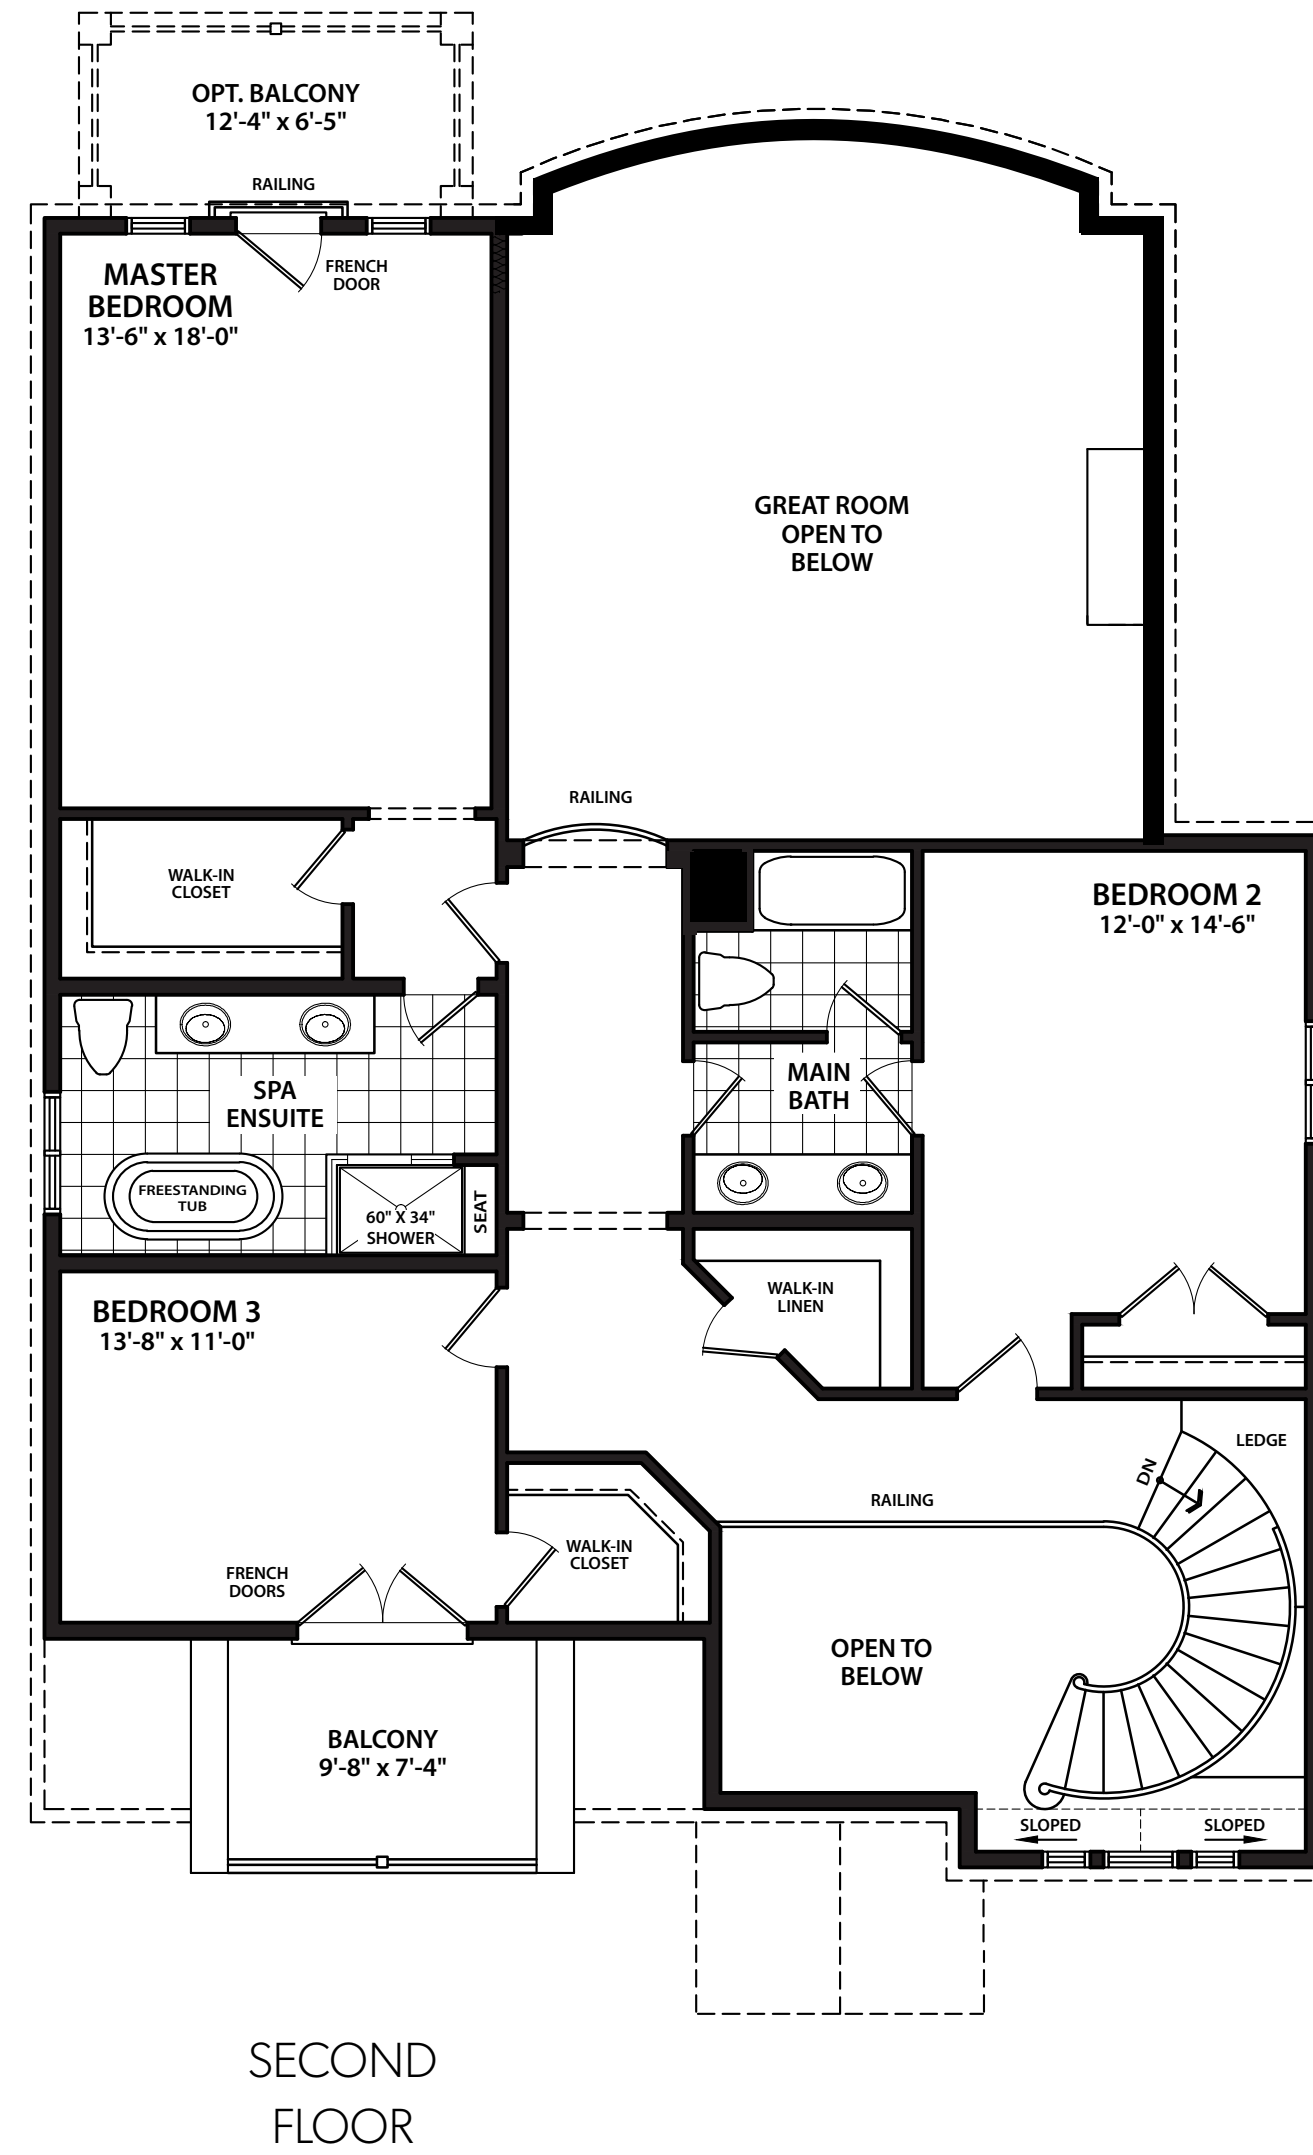 OPT. BALCONY
12'-4" x 6'-5"
RAILING
MASTER
BEDROOM
13'-6" x 18'-0"
FRENCH
DOOR
GREAT ROOM
OPEN TO
BELOW
RAILING
WALK-IN
CLOSET
BEDROOM 2
12'-0" x 14'-6"
SPA
ENSUITE
MAIN
BATH
FREESTANDING
TUB
60" X 34"
SHOWER
SEAT
WALK-IN
LINEN
BEDROOM 3
13'-8" x 11'-0"
LEDGE
DN
RAILING
WALK-IN
CLOSET
FRENCH
DOORS
OPEN TO
BELOW
BALCONY
9'-8" x 7'-4"
SLOPED
SLOPED
SECOND
FLOOR